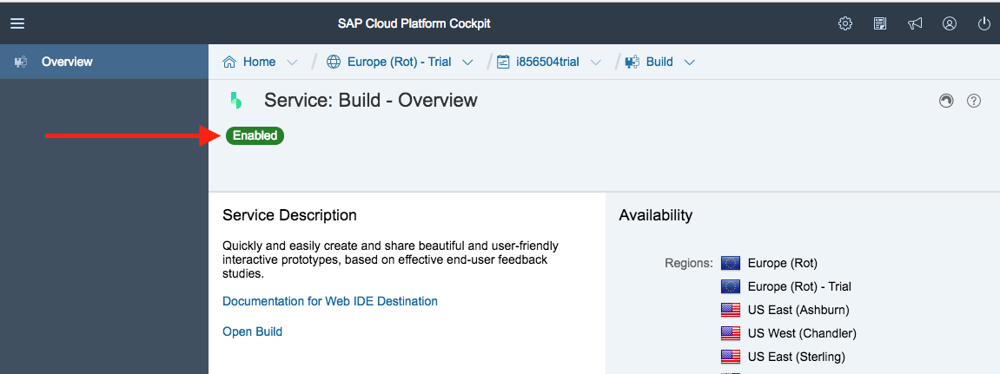 SAP Cloud Platform Cockpit
Overview
Home / Europe (Rot) - Trial / i856504trial / Build
Service: Build - Overview
Enabled
Service Description
Quickly and easily create and share beautiful and user-friendly
interactive prototypes, based on effective end-user feedback
studies.
Documentation for Web IDE Destination
Open Build
Availability
Regions: Europe (Rot)
Europe (Rot) - Trial
US East (Ashburn)
US West (Chandler)
US East (Sterling)